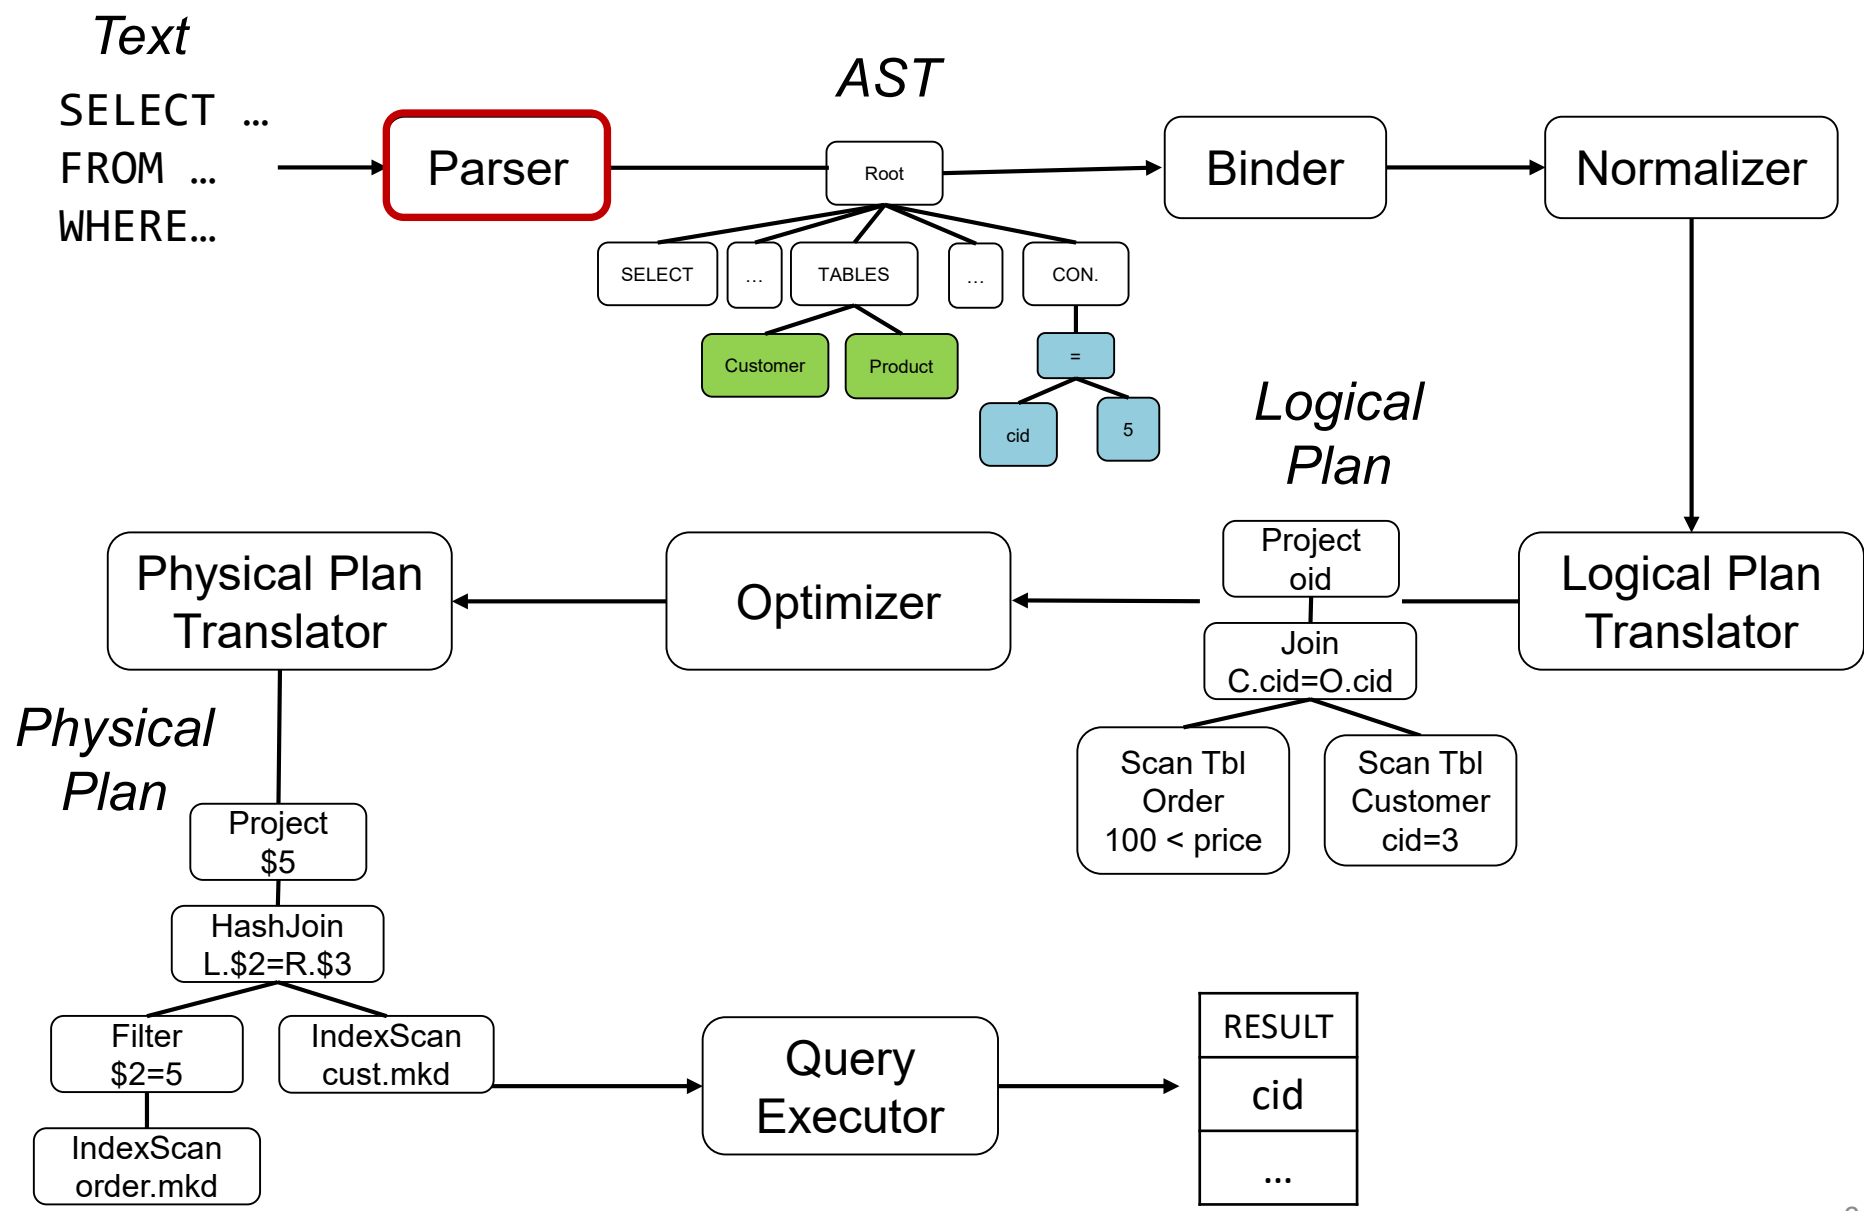 Text
SELECT …
FROM …
WHERE…
Parser
AST
Root
SELECT
…
TABLES
…
CON.
Customer
Product
=
cid
5
Binder
Normalizer
Logical
Plan
Logical Plan
Translator
Project
oid
Join
C.cid=O.cid
Scan Tbl
Order
100 < price
Scan Tbl
Customer
cid=3
Optimizer
Physical Plan
Translator
Physical
Plan
Project
$5
HashJoin
L.$2=R.$3
Filter
$2=5
IndexScan
cust.mkd
IndexScan
order.mkd
Query
Executor
RESULT
cid
…